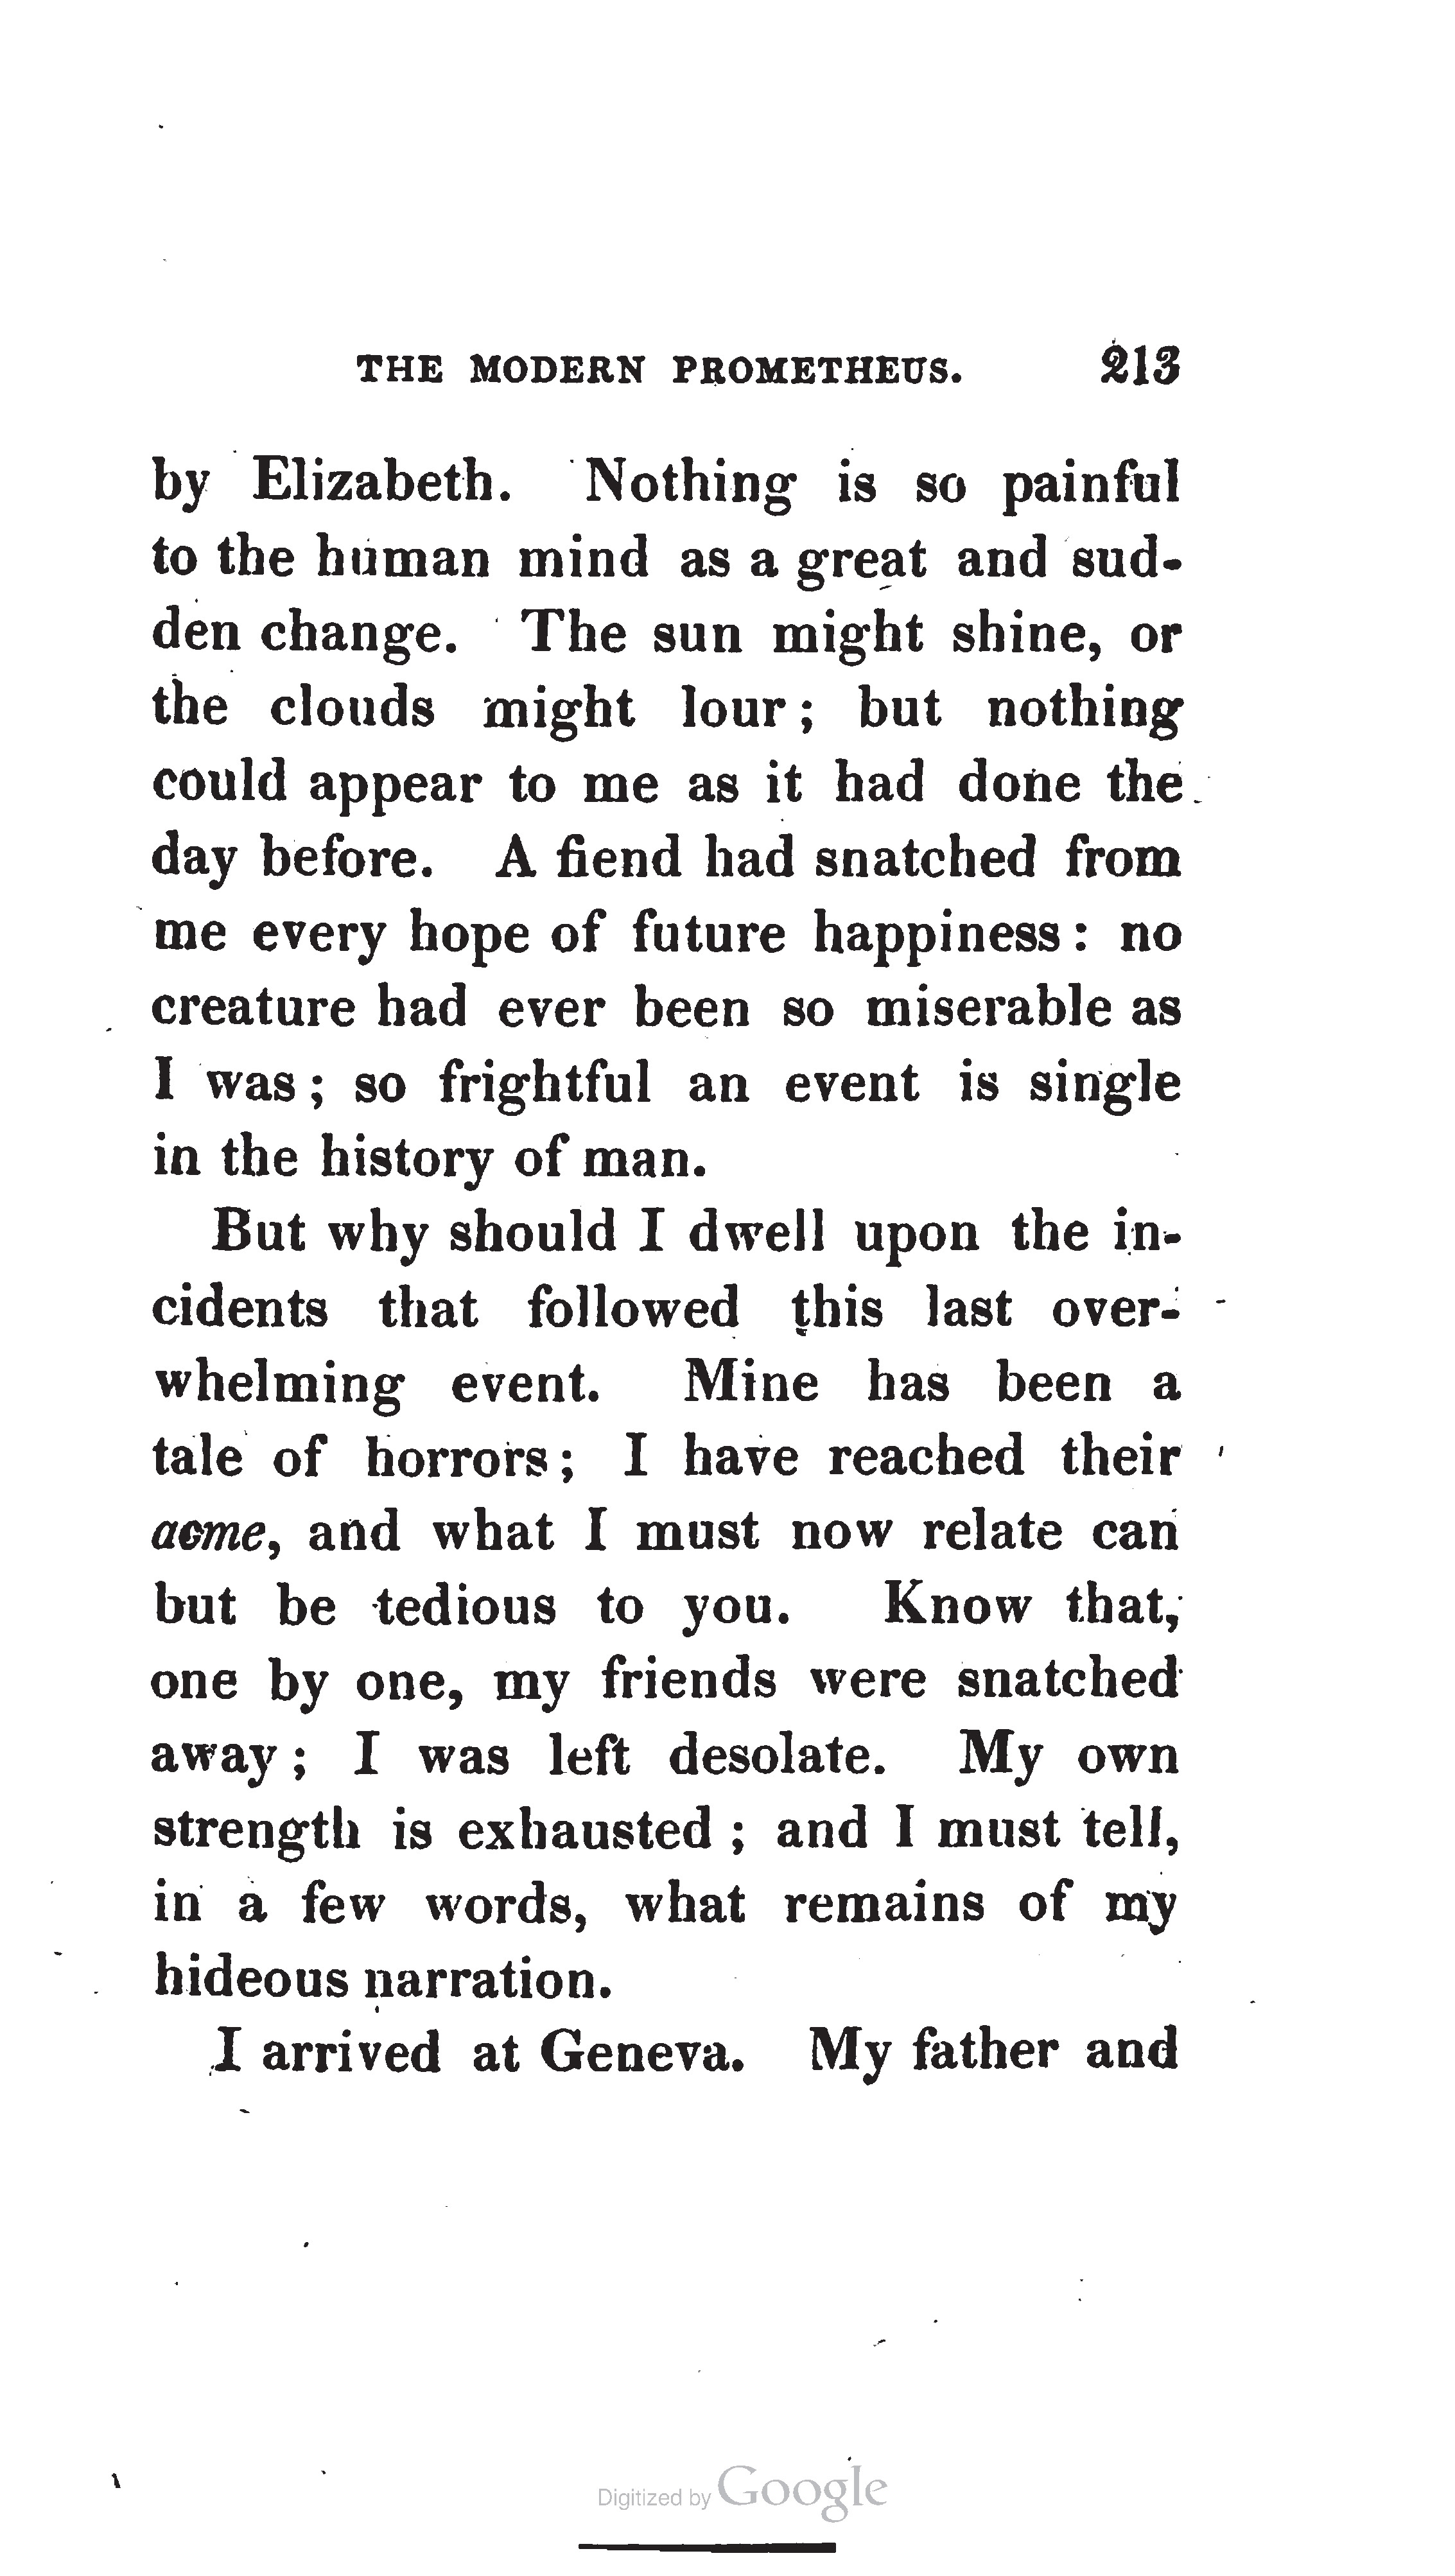 THE MODERN PROMETHEUS. 213
by Elizabeth. Nothing is so painful
to the human mind as a great and sud-
den change. The sun might shine, or
the clouds might lour; but nothing
could appear to me as it had done the
day before. A fiend had snatched from
me every hope of future happiness: no
creature had ever been so miserable as
I was; so frightful an event is single
in the history of man.
But why should I dwell upon the in-
cidents that followed this last over-
whelming event. Mine has been a
tale of horrors; I have reached their
acme, and what I must now relate can
but be tedious to you. Know that,
one by one, my friends were snatched
away; I was left desolate. My own
strength is exhausted; and I must tell,
in a few words, what remains of my
hideous narration.
I arrived at Geneva. My father and
Digitized by Google